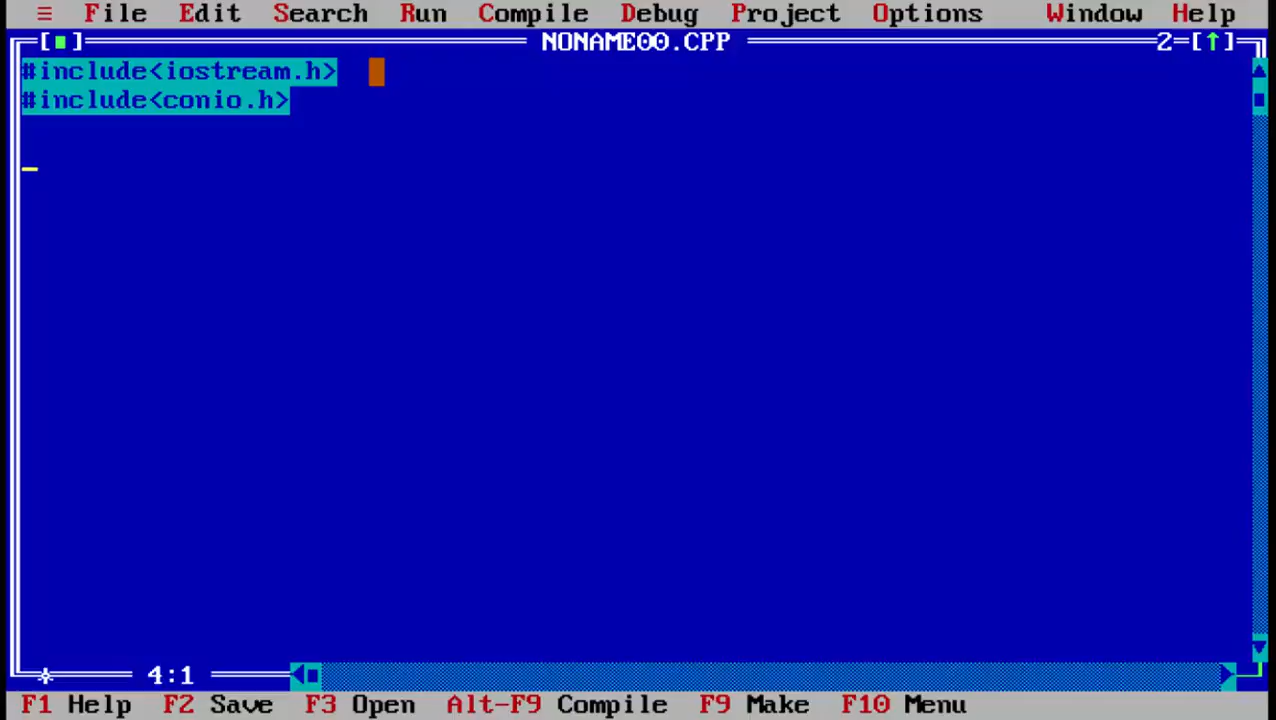 ≡ File Edit Search Run Compile Debug Project Options Window Help
[■] NONAME00.CPP 2=[↑]
#include<iostream.h>
#include<conio.h>
4:1
F1 Help F2 Save F3 Open Alt-F9 Compile F9 Make F10 Menu